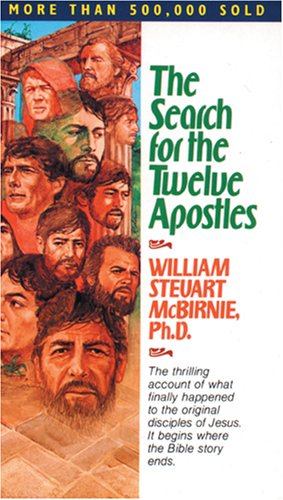 MORE THAN 500,000 SOLD
The
Search
for the
Twelve
Apostles
WILLIAM
STEUART
McBIRNIE,
Ph.D.
The thrilling
account of what
finally happened
to the original
disciples of Jesus.
It begins where
the Bible story
ends.